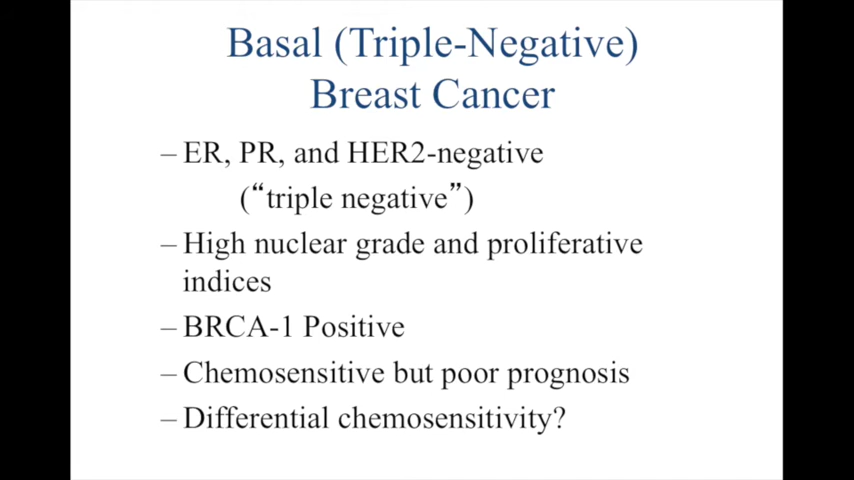 Basal (Triple-Negative)
Breast Cancer
– ER, PR, and HER2-negative
(“triple negative”)
– High nuclear grade and proliferative
indices
– BRCA-1 Positive
– Chemosensitive but poor prognosis
– Differential chemosensitivity?